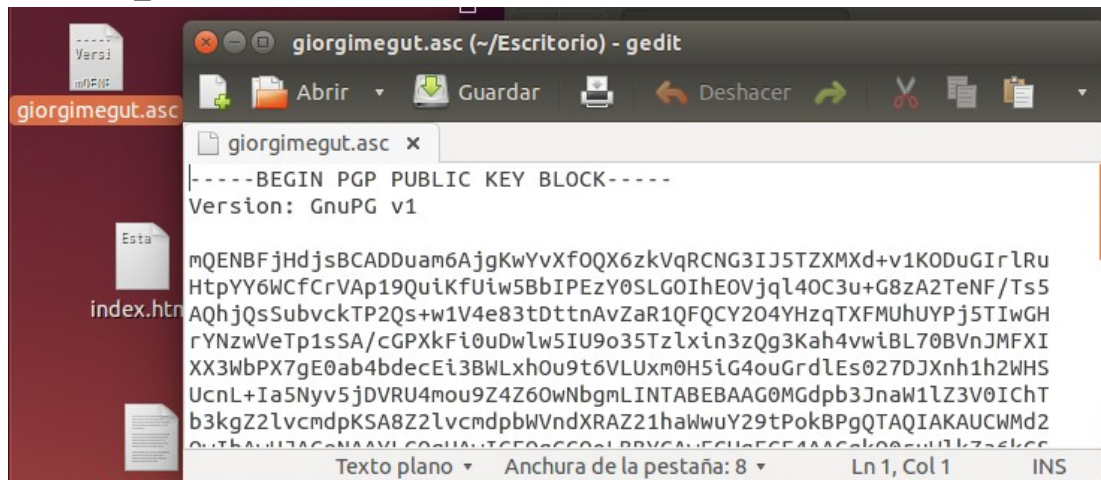 giorgimegut.asc (~/Escritorio) - gedit
Abrir
Guardar
Deshacer
Versi
giorgimegut.asc
giorgimegut.asc
-----BEGIN PGP PUBLIC KEY BLOCK-----
Version: GnuPG v1
mQENBFjHdjsBCADDuam6AjgKwYvXfOQX6zkVqRCNG3IJ5TZXMXd+v1KODuGIrlRu
HtpYY6WCfCrVAp19QuiKfUiw5BbIPEzY0SLGOIhEOVjql4OC3u+G8zA2TeNF/Ts5
AQhjQsSubvckTP2Qs+w1V4e83tDttnAvZaR1QFQCY2O4YHzqTXFMUhUYPj5TIwGH
rYNzwVeTp1sSA/cGPXkFi0uDwlw5IU9o35Tzlxin3zQg3Kah4vwiBL70BVnJMFXI
XX3WbPX7gE0ab4bdecEi3BWLxhOu9t6VLUxm0H5iG4ouGrdlEs027DJXnh1h2WHS
UcnL+Ia5Nyv5jDVRU4mou9Z4Z6OwNbgmLINTABEBAAG0MGdpb3JnaW1lZ3V0IChT
b3kgZ2lvcmdpKSA8Z2lvcmdpbWVndXRAZ21haWwuY29tPokBPgQTAQIAKAUCWMd2
Esta
index.htm
Texto plano
Anchura de la pestaña: 8
Ln 1, Col 1
INS